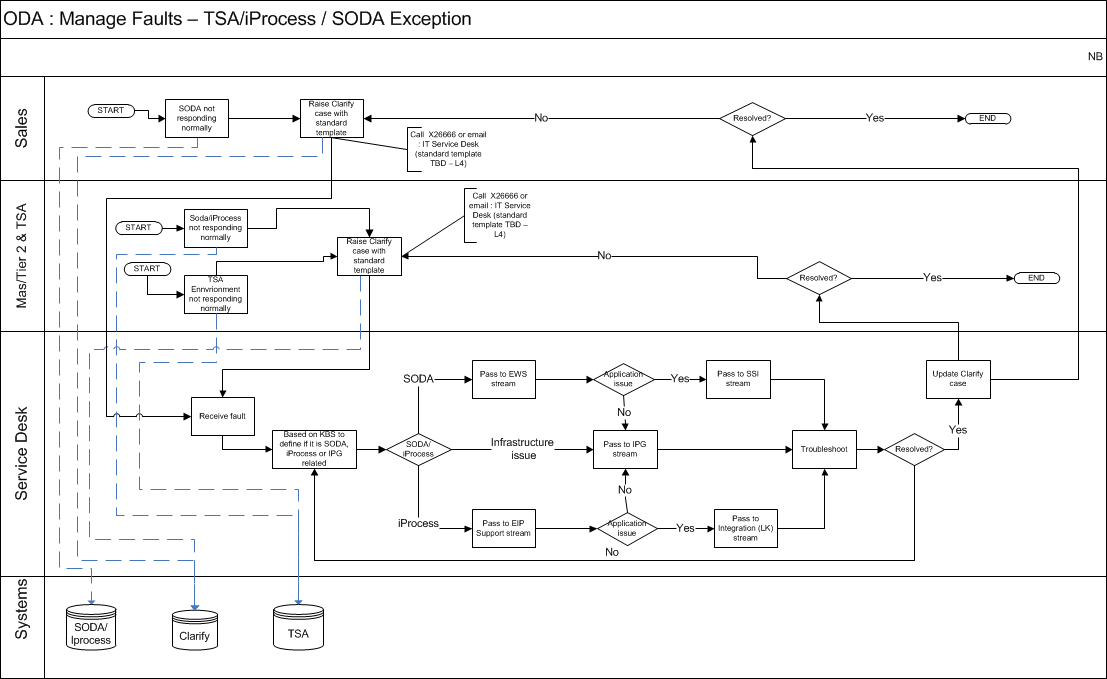 ODA : Manage Faults – TSA/iProcess / SODA Exception
NB
Sales
START
SODA not
responding
normally
Raise Clarify
case with
standard
template
Call X26666 or email
: IT Service Desk
(standard template
TBD – L4)
No
Resolved?
Yes
END
Mas/Tier 2 & TSA
START
Soda/iProcess
not responding
normally
START
TSA
Ennvrionment
not responding
normally
Raise Clarify
case with
standard
template
Call X26666 or
email : IT Service
Desk (standard
template TBD –
L4)
No
Resolved?
Yes
END
Service Desk
Receive fault
Based on KBS to
define if it is SODA,
iProcess or IPG
related
SODA/
iProcess
SODA
Pass to EWS
stream
Application
issue
Yes
Pass to SSI
stream
No
Infrastructure
issue
Pass to IPG
stream
Troubleshoot
Resolved?
Yes
Update Clarify
case
No
iProcess
Pass to EIP
Support stream
Application
issue
Yes
Pass to
Integration (LK)
stream
No
Systems
SODA/
Iprocess
Clarify
TSA